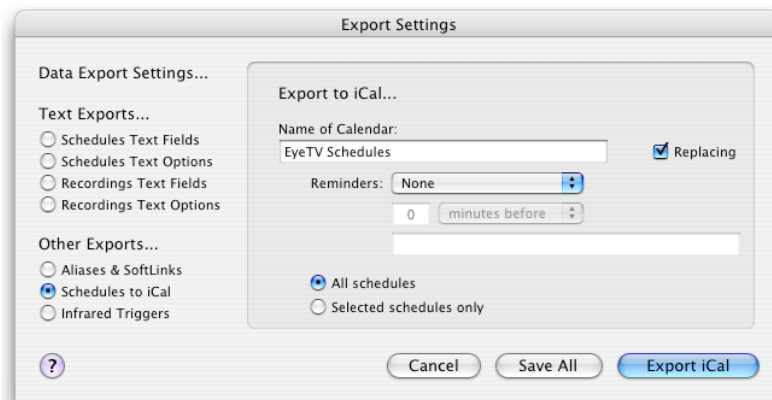 Export Settings
Data Export Settings...
Text Exports...
Schedules Text Fields
Schedules Text Options
Recordings Text Fields
Recordings Text Options
Other Exports...
Aliases & SoftLinks
Schedules to iCal
Infrared Triggers
Export to iCal...
Name of Calendar:
EyeTV Schedules
Replacing
Reminders: None
0 minutes before
All schedules
Selected schedules only
? Cancel Save All Export iCal